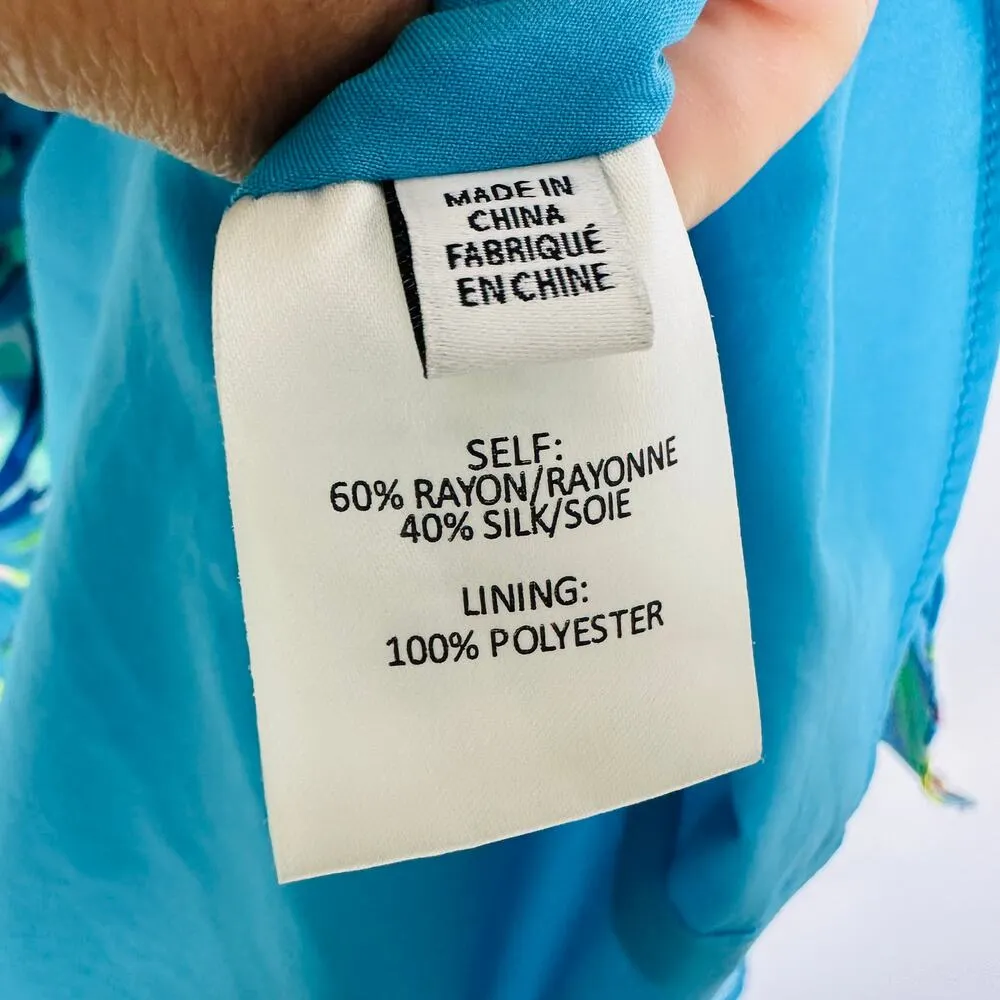 MADE IN
CHINA
FABRIQUÉ
EN CHINE
SELF:
60% RAYON/RAYONNE
40% SILK/SOIE
LINING:
100% POLYESTER